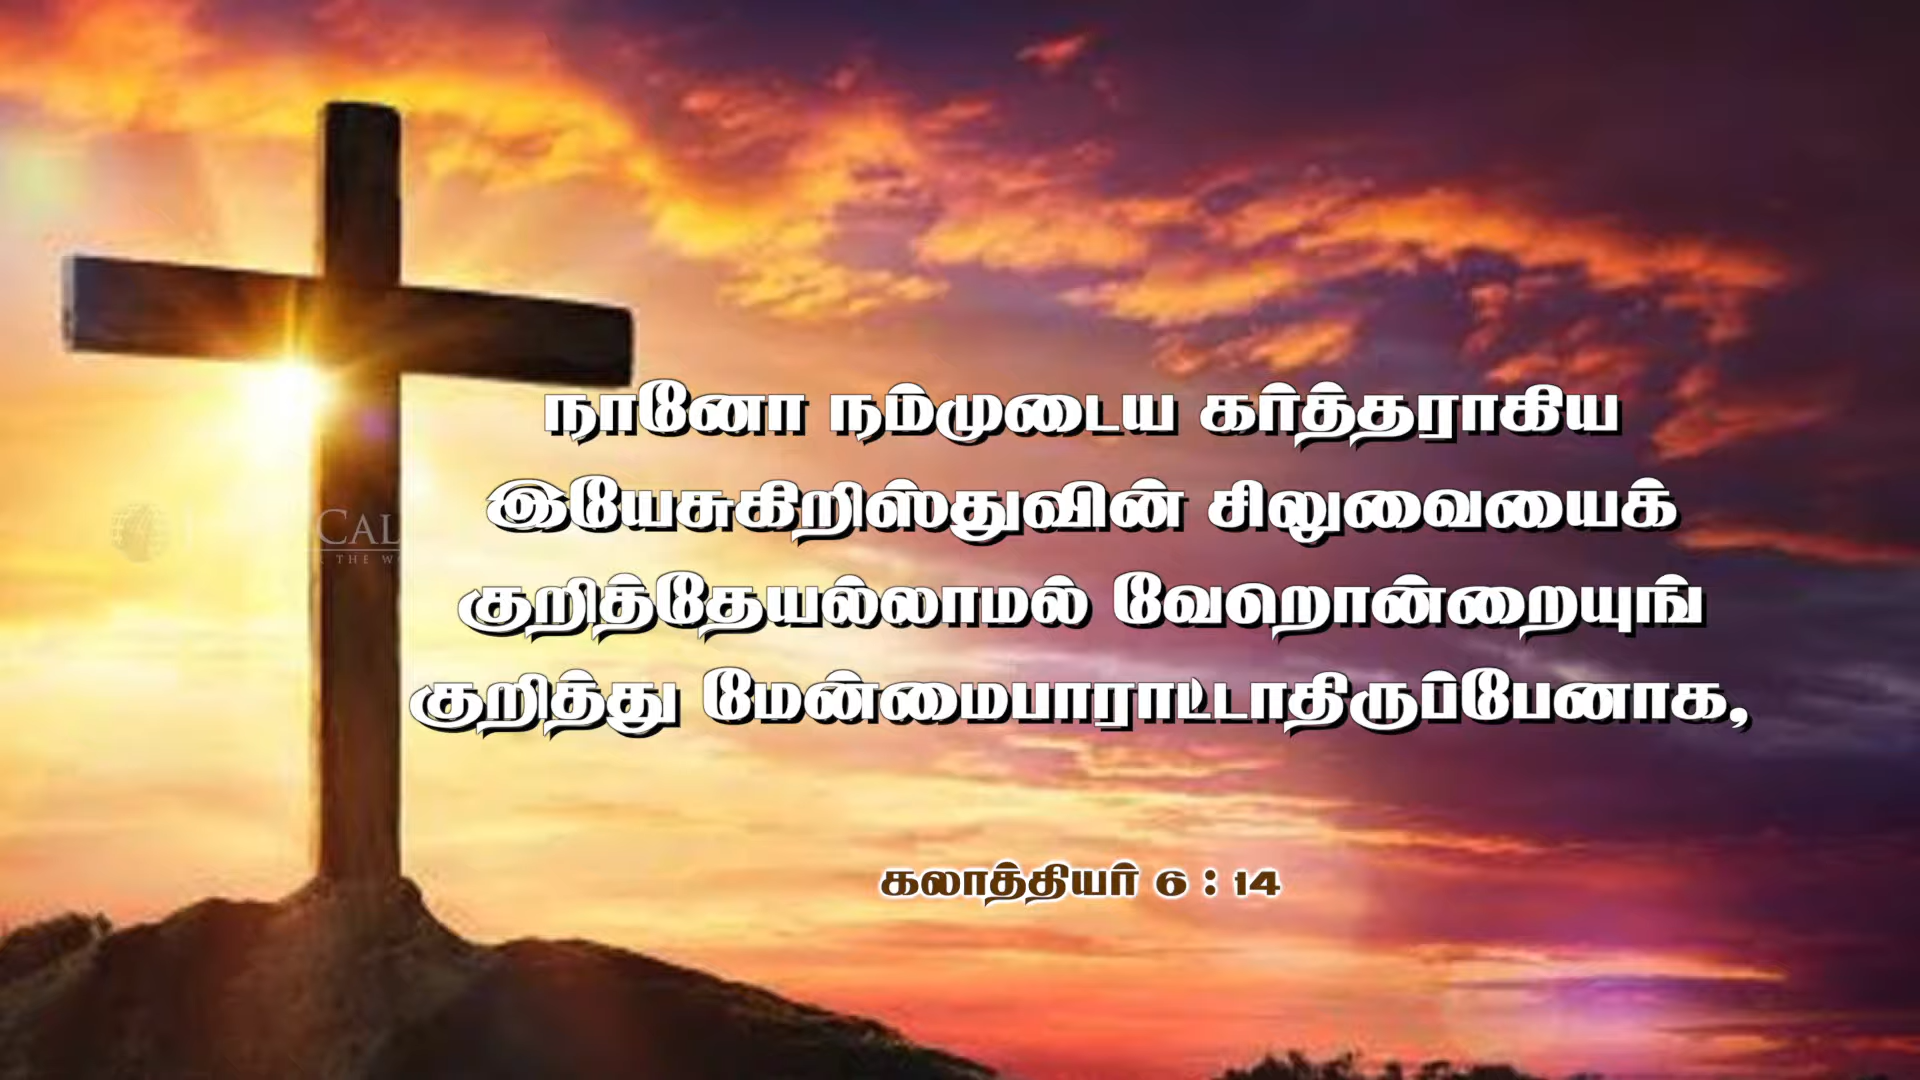 நானோ நம்முடைய கர்த்தராகிய
இயேசுகிறிஸ்துவின் சிலுவையைக்
குறித்தேயல்லாமல் வேறொன்றையுங்
குறித்து மேன்மைபாராட்டாதிருப்பேனாக,
கலாத்தியர் 6 : 14